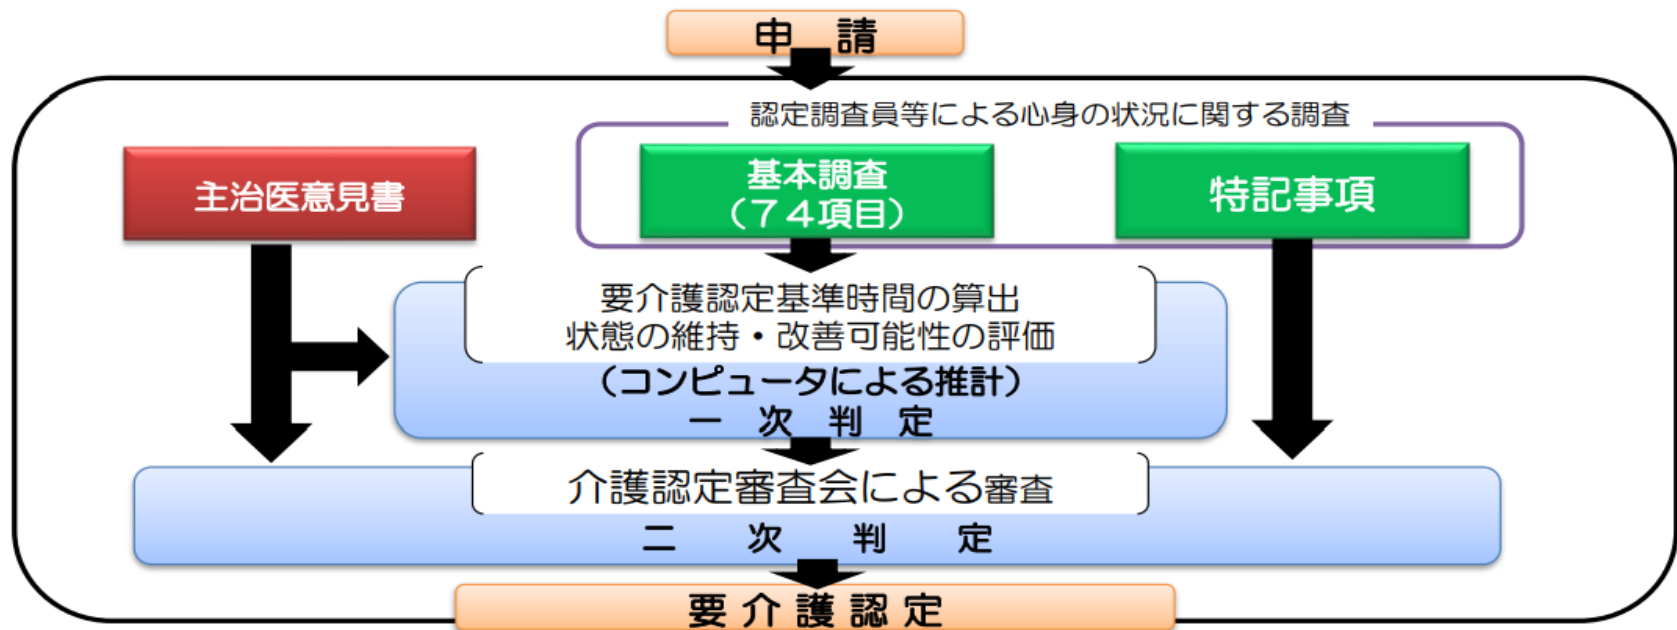 申　請
認定調査員等による心身の状況に関する調査
主治医意見書
基本調査
（７４項目）
特記事項
要介護認定基準時間の算出
状態の維持・改善可能性の評価
（コンピュータによる推計）
一　次　判　定
介護認定審査会による審査
二　次　判　定
要介護認定